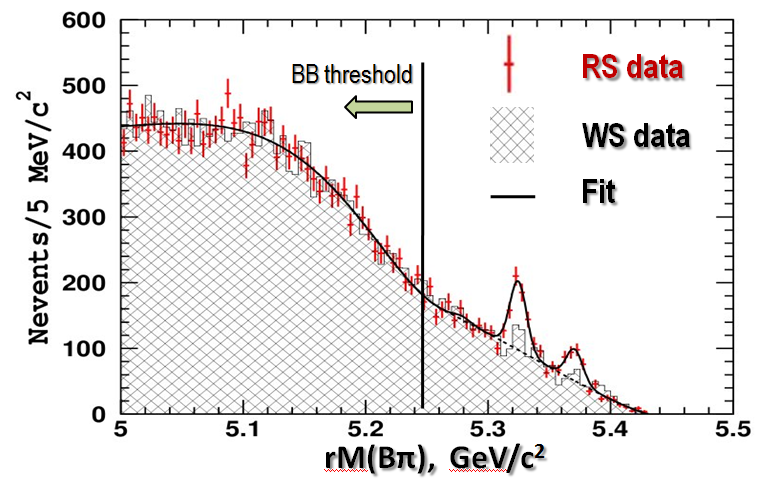 600
500
400
300
200
100
0
Nevents/5 MeV/c²
BB threshold
RS data
WS data
Fit
5 5.1 5.2 5.3 5.4 5.5
rM(Bπ), GeV/c²